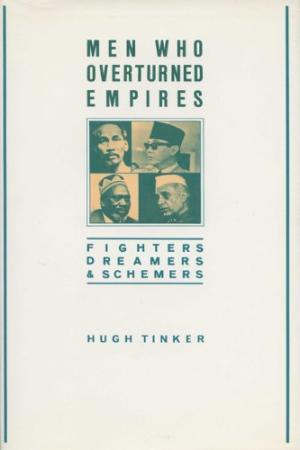 MEN WHO
OVERTURNED
EMPIRES
FIGHTERS
DREAMERS
& SCHEMERS
HUGH TINKER